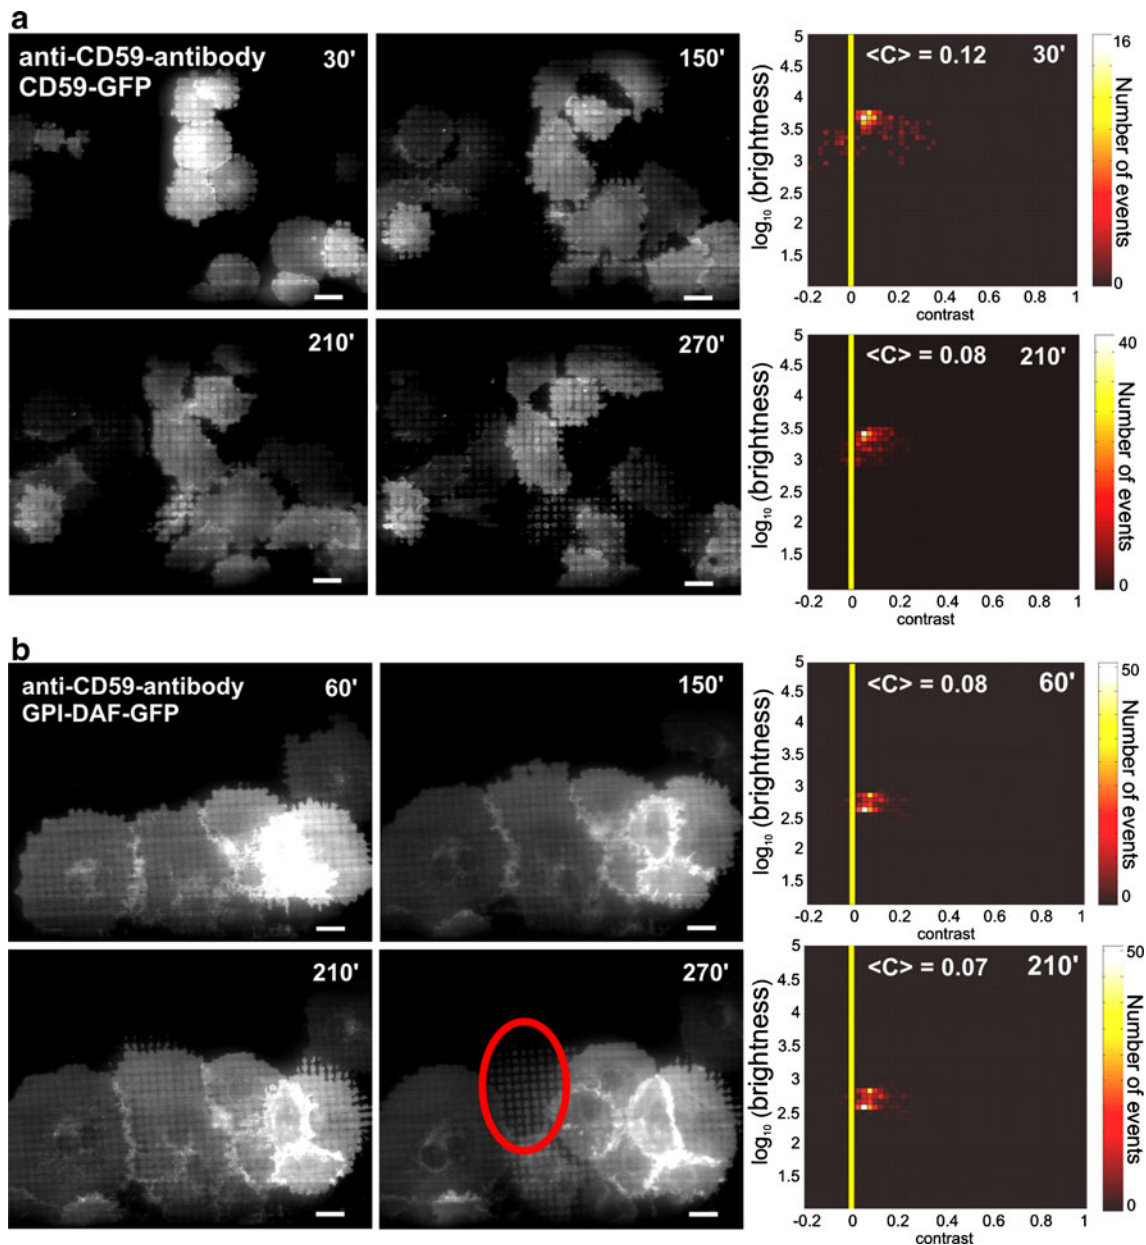 a
anti-CD59-antibody
CD59-GFP
30'
150'
210'
270'
5
4.5
4
3.5
3
2.5
2
1.5
log₁₀ (brightness)
<C> = 0.12
30'
-0.2 0 0.2 0.4 0.6 0.8 1
contrast
16
0
Number of events
5
4.5
4
3.5
3
2.5
2
1.5
log₁₀ (brightness)
<C> = 0.08
210'
-0.2 0 0.2 0.4 0.6 0.8 1
contrast
40
0
Number of events
b
anti-CD59-antibody
GPI-DAF-GFP
60'
150'
210'
270'
5
4.5
4
3.5
3
2.5
2
1.5
log₁₀ (brightness)
<C> = 0.08
60'
-0.2 0 0.2 0.4 0.6 0.8 1
contrast
50
0
Number of events
5
4.5
4
3.5
3
2.5
2
1.5
log₁₀ (brightness)
<C> = 0.07
210'
-0.2 0 0.2 0.4 0.6 0.8 1
contrast
50
0
Number of events